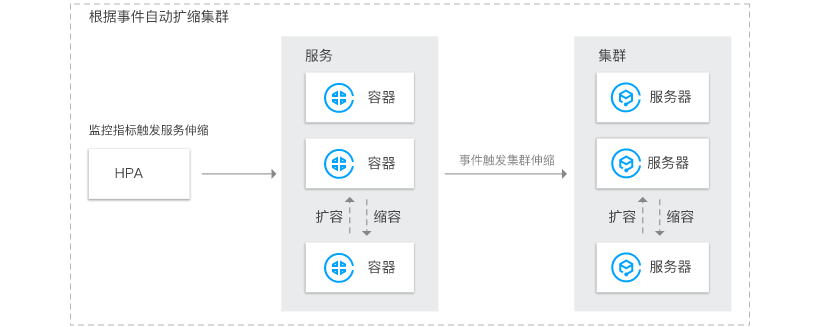 根据事件自动扩缩集群
监控指标触发服务伸缩
HPA
服务
容器
容器
扩容
缩容
容器
事件触发集群伸缩
集群
服务器
服务器
扩容
缩容
服务器